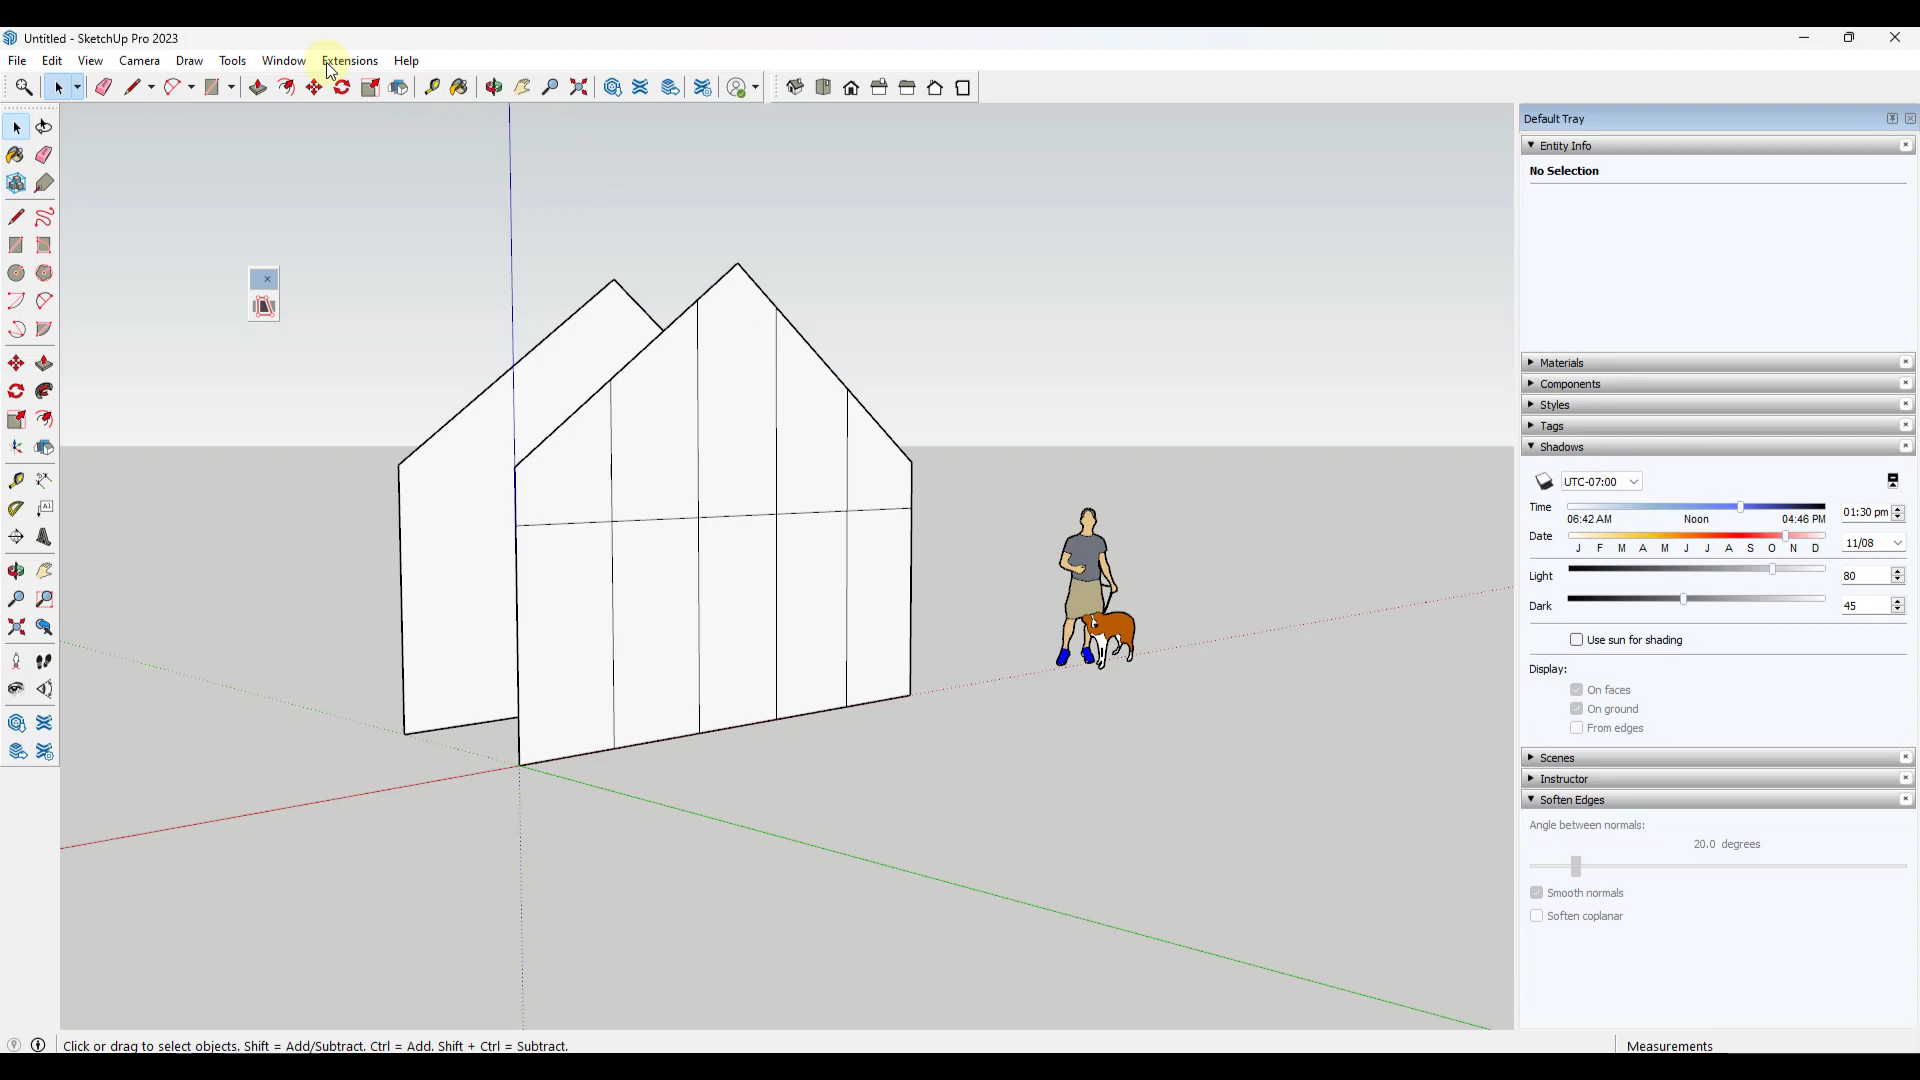 Untitled - SketchUp Pro 2023
File Edit View Camera Draw Tools Window Extensions Help
Default Tray
Entity Info
No Selection
Materials
Components
Styles
Tags
Shadows
UTC-07:00
Time
06:42 AM Noon 04:46 PM
01:30 pm
Date
J F M A M J J A S O N D
11/08
Light
80
Dark
45
Use sun for shading
Display:
On faces
On ground
From edges
Scenes
Instructor
Soften Edges
Angle between normals:
20.0 degrees
Smooth normals
Soften coplanar
Click or drag to select objects. Shift = Add/Subtract. Ctrl = Add. Shift + Ctrl = Subtract.
Measurements